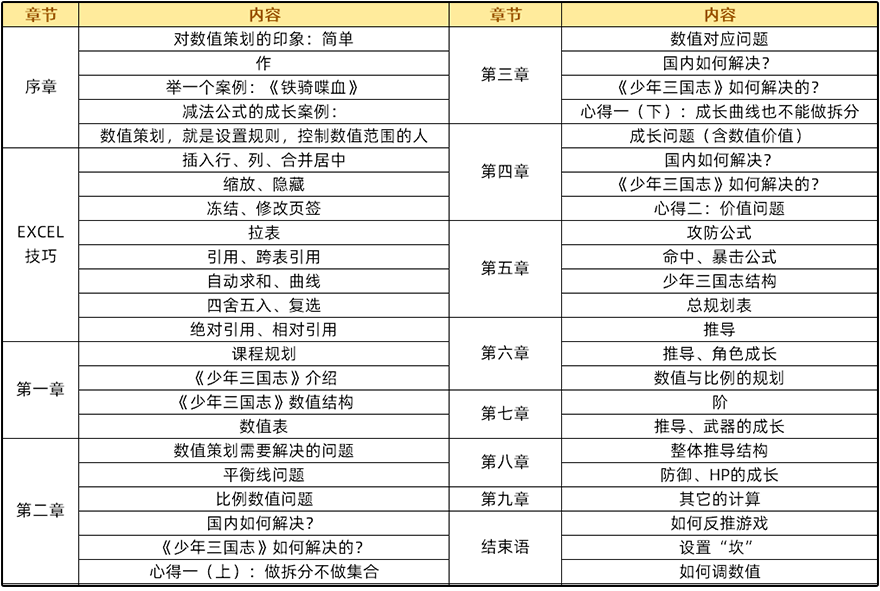 章节
内容
序章
对数值策划的印象：简单
作
举一个案例：《铁骑喋血》
减法公式的成长案例：
数值策划，就是设置规则，控制数值范围的人
EXCEL
技巧
插入行、列、合并居中
缩放、隐藏
冻结、修改页签
拉表
引用、跨表引用
自动求和、曲线
四舍五入、复选
绝对引用、相对引用
第一章
课程规划
《少年三国志》介绍
《少年三国志》数值结构
数值表
第二章
数值策划需要解决的问题
平衡线问题
比例数值问题
国内如何解决？
《少年三国志》如何解决的？
心得一（上）：做拆分不做集合
章节
内容
第三章
数值对应问题
国内如何解决？
《少年三国志》如何解决的？
心得一（下）：成长曲线也不能做拆分
第四章
成长问题（含数值价值）
国内如何解决？
《少年三国志》如何解决的？
心得二：价值问题
第五章
攻防公式
命中、暴击公式
少年三国志结构
总规划表
第六章
推导
推导、角色成长
数值与比例的规划
第七章
阶
推导、武器的成长
第八章
整体推导结构
防御、HP的成长
第九章
其它的计算
结束语
如何反推游戏
设置“坎”
如何调数值